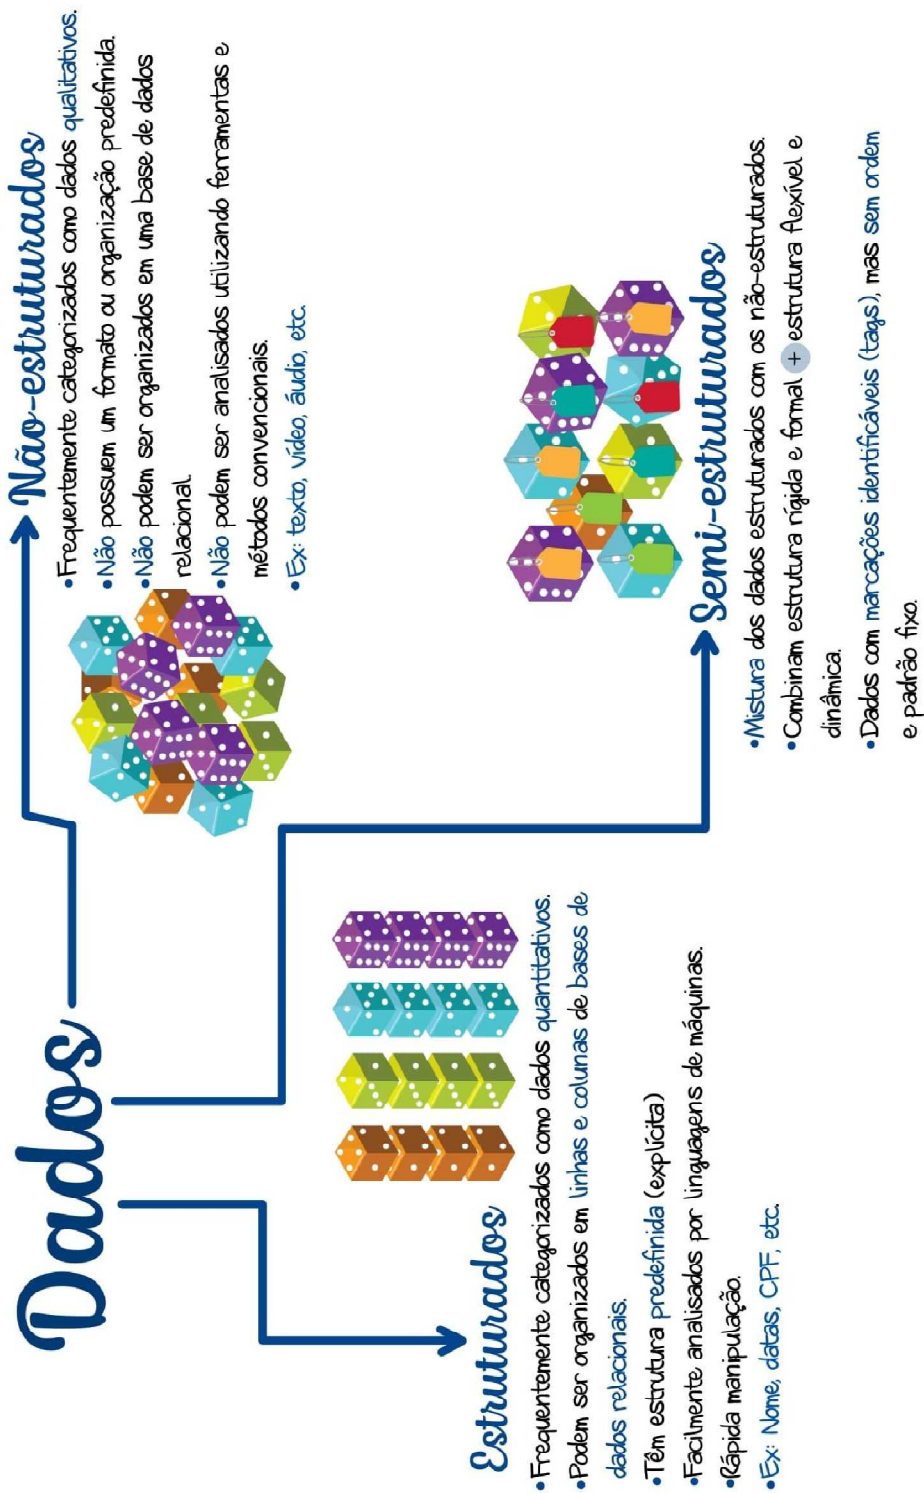 Dados
Não-estruturados
•Frequentemente categorizados como dados qualitativos.
•Não possuem um formato ou organização predefinida.
•Não podem ser organizados em uma base de dados
relacional.
•Não podem ser analisados utilizando ferramentas e
métodos convencionais.
•Ex: texto, vídeo, áudio, etc.
Estruturados
•Frequentemente categorizados como dados quantitativos.
•Podem ser organizados em linhas e colunas de bases de
dados relacionais.
•Têm estrutura predefinida (explícita)
•Facilmente analisados por linguagens de máquinas.
•Rápida manipulação.
•Ex: Nome, datas, CPF, etc.
Semi-estruturados
•Mistura dos dados estruturados com os não-estruturados.
•Combinam estrutura rígida e formal + estrutura flexível e
dinâmica.
•Dados com marcações identificáveis (tags), mas sem ordem
e padrão fixo.